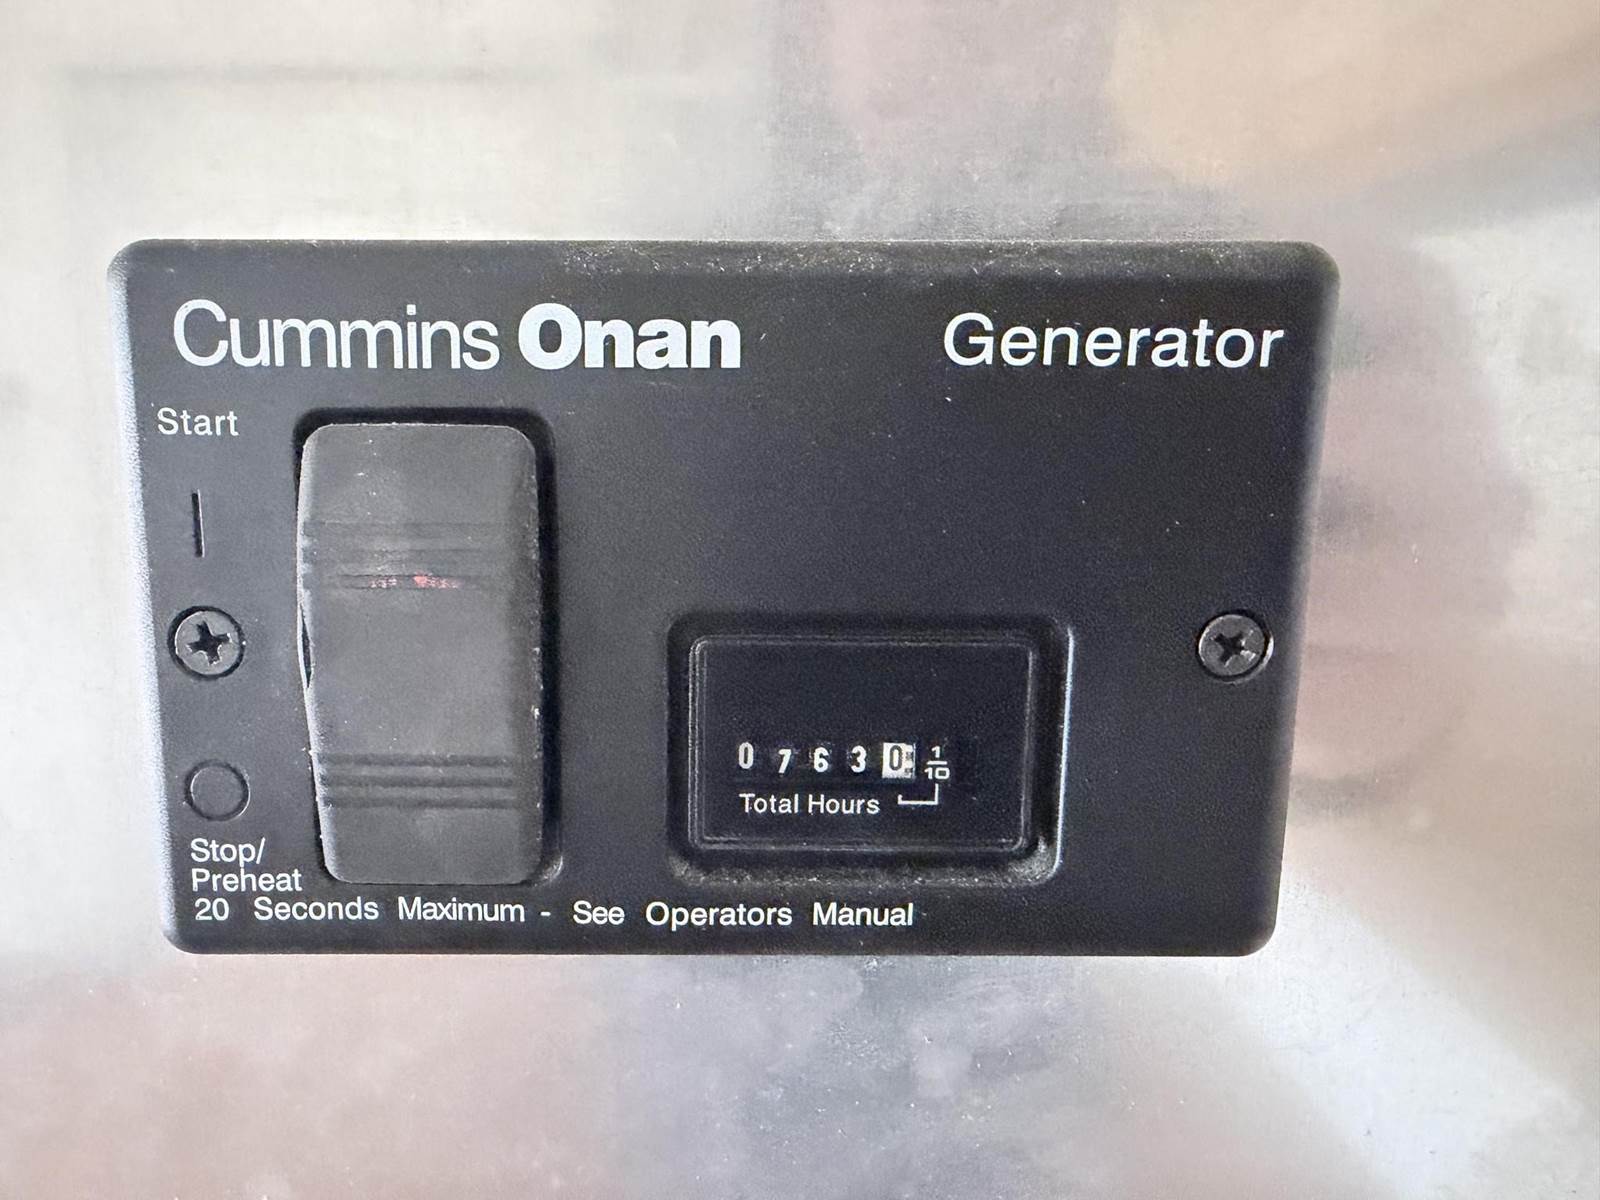 Cummins Onan Generator
Start
07630 1/10
Total Hours
Stop/
Preheat
20 Seconds Maximum - See Operators Manual